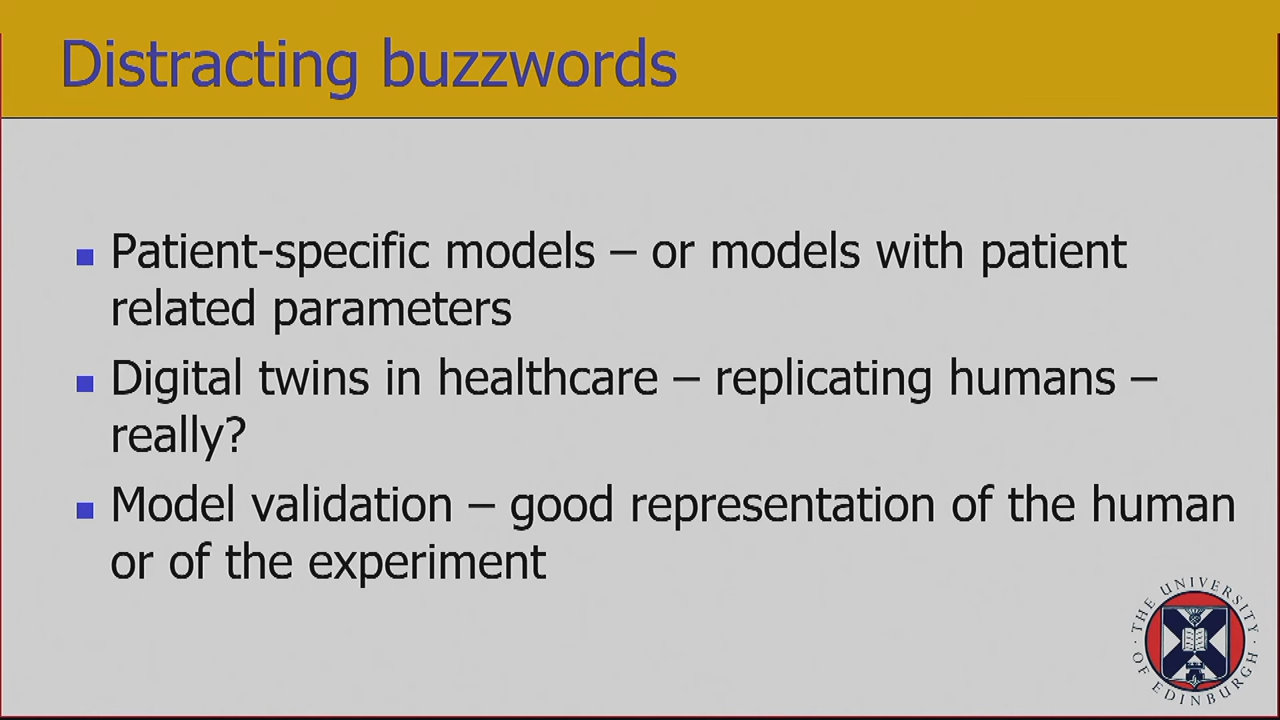 Distracting buzzwords
Patient-specific models – or models with patient
related parameters
Digital twins in healthcare – replicating humans –
really?
Model validation – good representation of the human
or of the experiment
THE UNIVERSITY
OF EDINBURGH